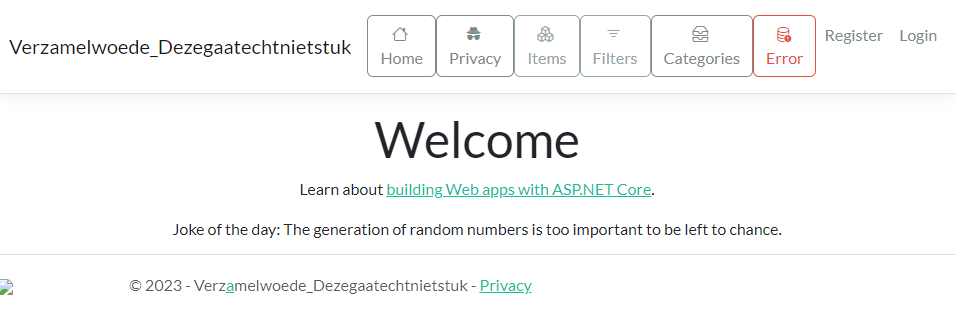 Verzamelwoede_Dezegaatechtnietstuk Home Privacy Items Filters Categories Error Register Login
Welcome
Learn about building Web apps with ASP.NET Core.
Joke of the day: The generation of random numbers is too important to be left to chance.
© 2023 - Verzamelwoede_Dezegaatechtnietstuk - Privacy